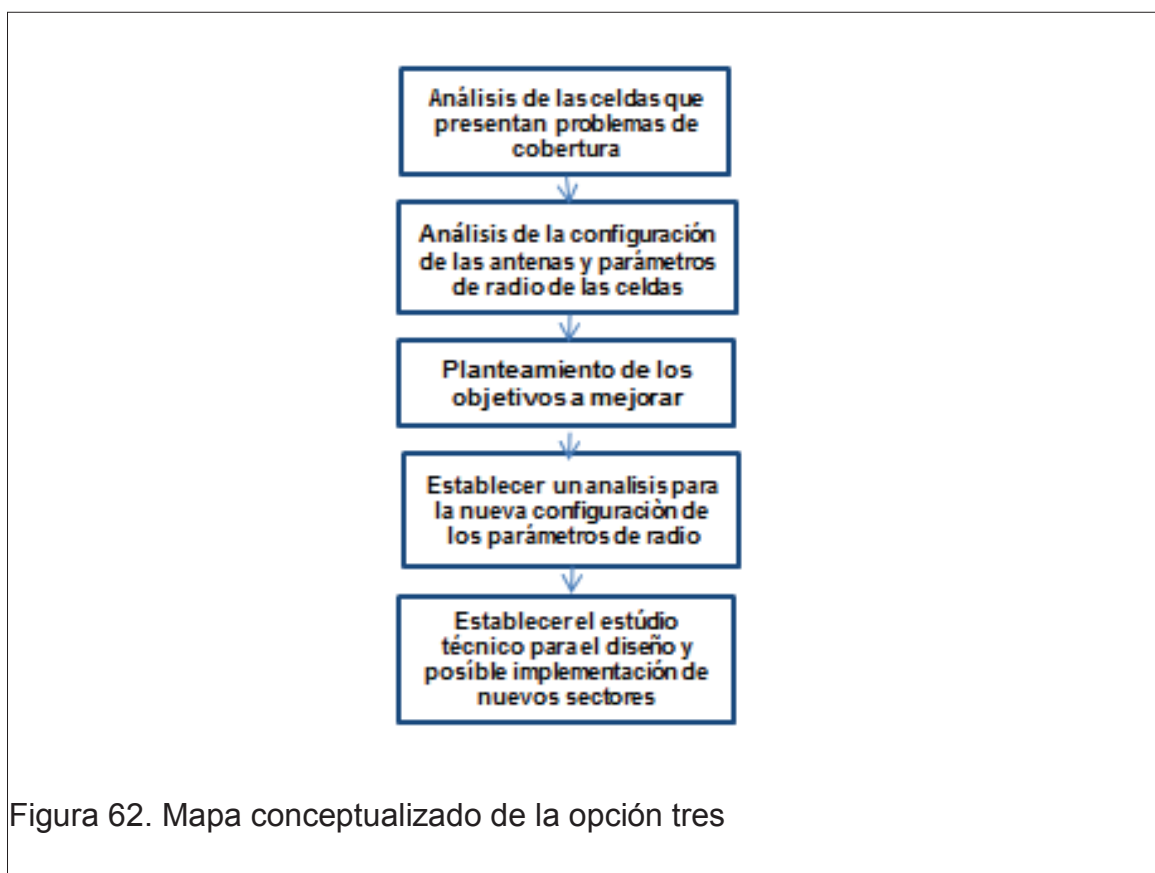 Análisis de las celdas que
presentan problemas de
cobertura
Análisis de la configuración
de las antenas y parámetros
de radio de las celdas
Planteamiento de los
objetivos a mejorar
Establecer un analisis para
la nueva configuraciòn de
los parámetros de radio
Establecer el estúdio
técnico para el diseño y
posíble implementación de
nuevos sectores
Figura 62. Mapa conceptualizado de la opción tres